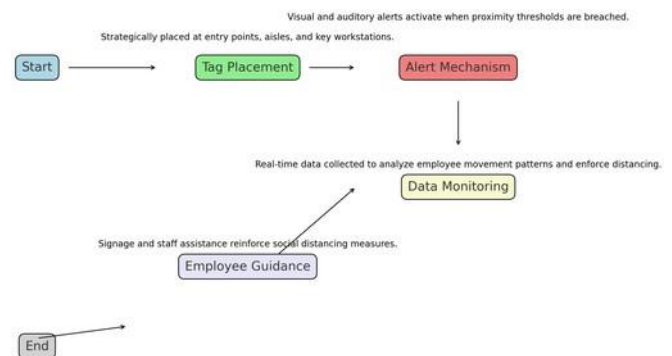 Visual and auditory alerts activate when proximity thresholds are breached.
Strategically placed at entry points, aisles, and key workstations.
Start
Tag Placement
Alert Mechanism
Real-time data collected to analyze employee movement patterns and enforce distancing.
Data Monitoring
Signage and staff assistance reinforce social distancing measures.
Employee Guidance
End